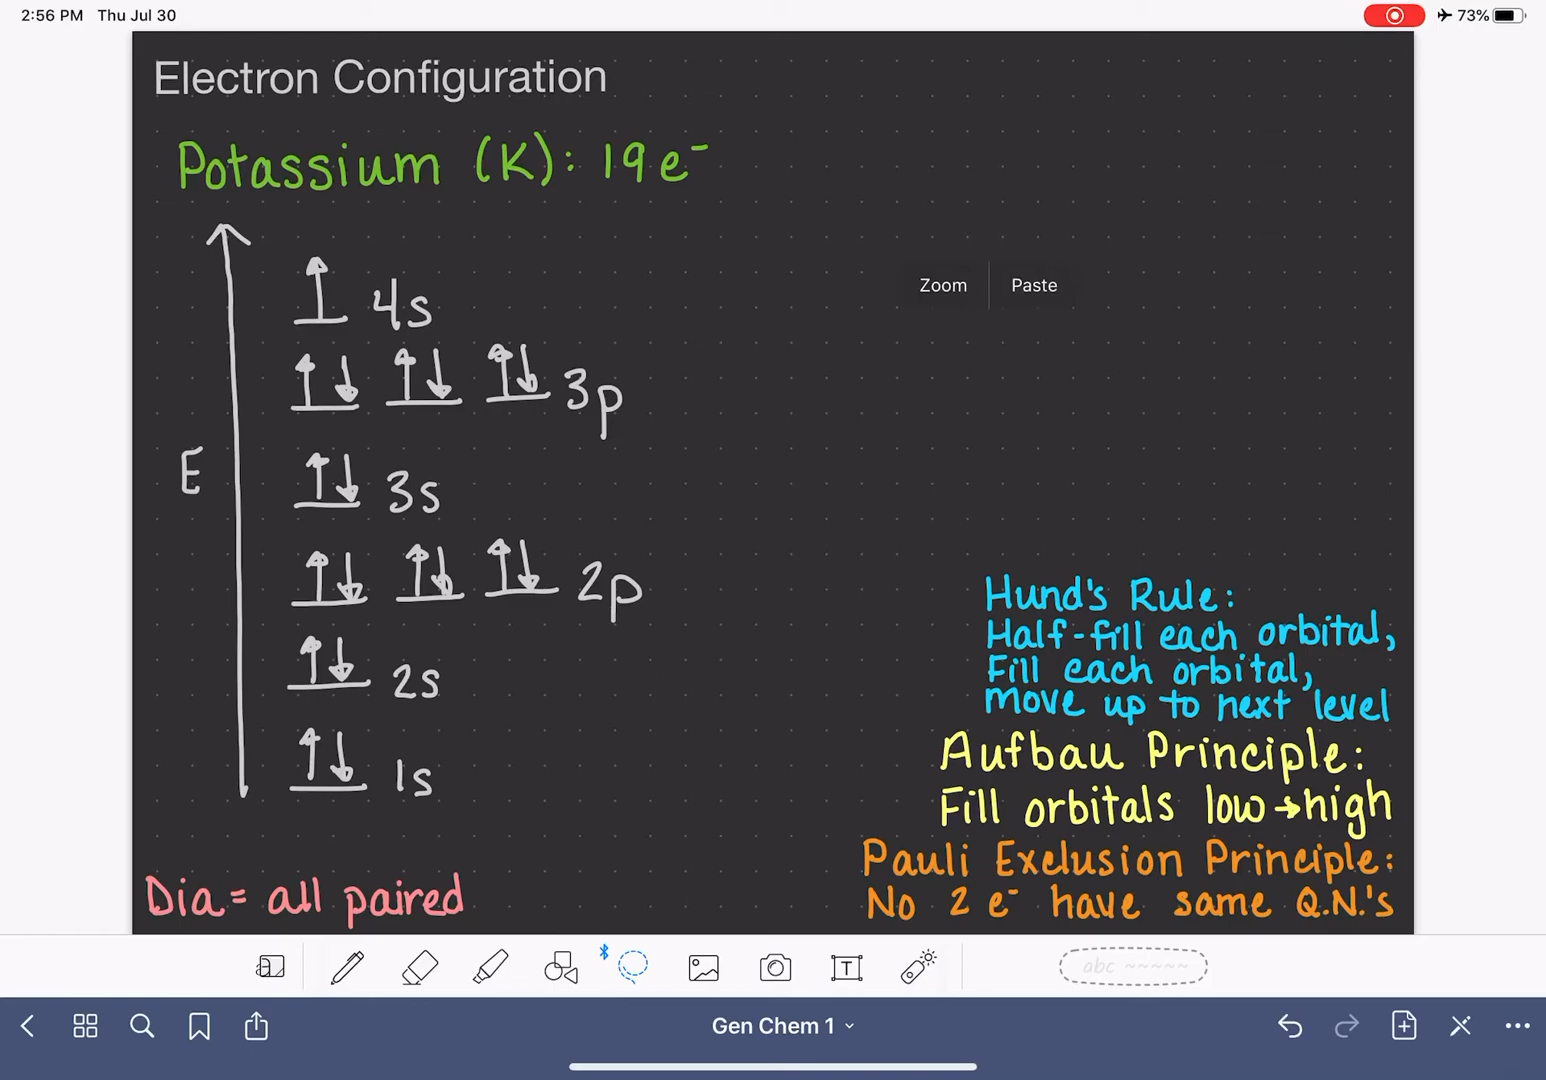 2:56 PM Thu Jul 30
73%
Electron Configuration
Potassium (K): 19 e⁻
Zoom Paste
4s
3p
E
3s
2p
2s
1s
Hund's Rule:
Half-fill each orbital,
Fill each orbital,
move up to next level
Aufbau Principle:
Fill orbitals low→high
Pauli Exclusion Principle:
No 2 e⁻ have same Q.N.'s
Dia = all paired
a
T
abc
Gen Chem 1